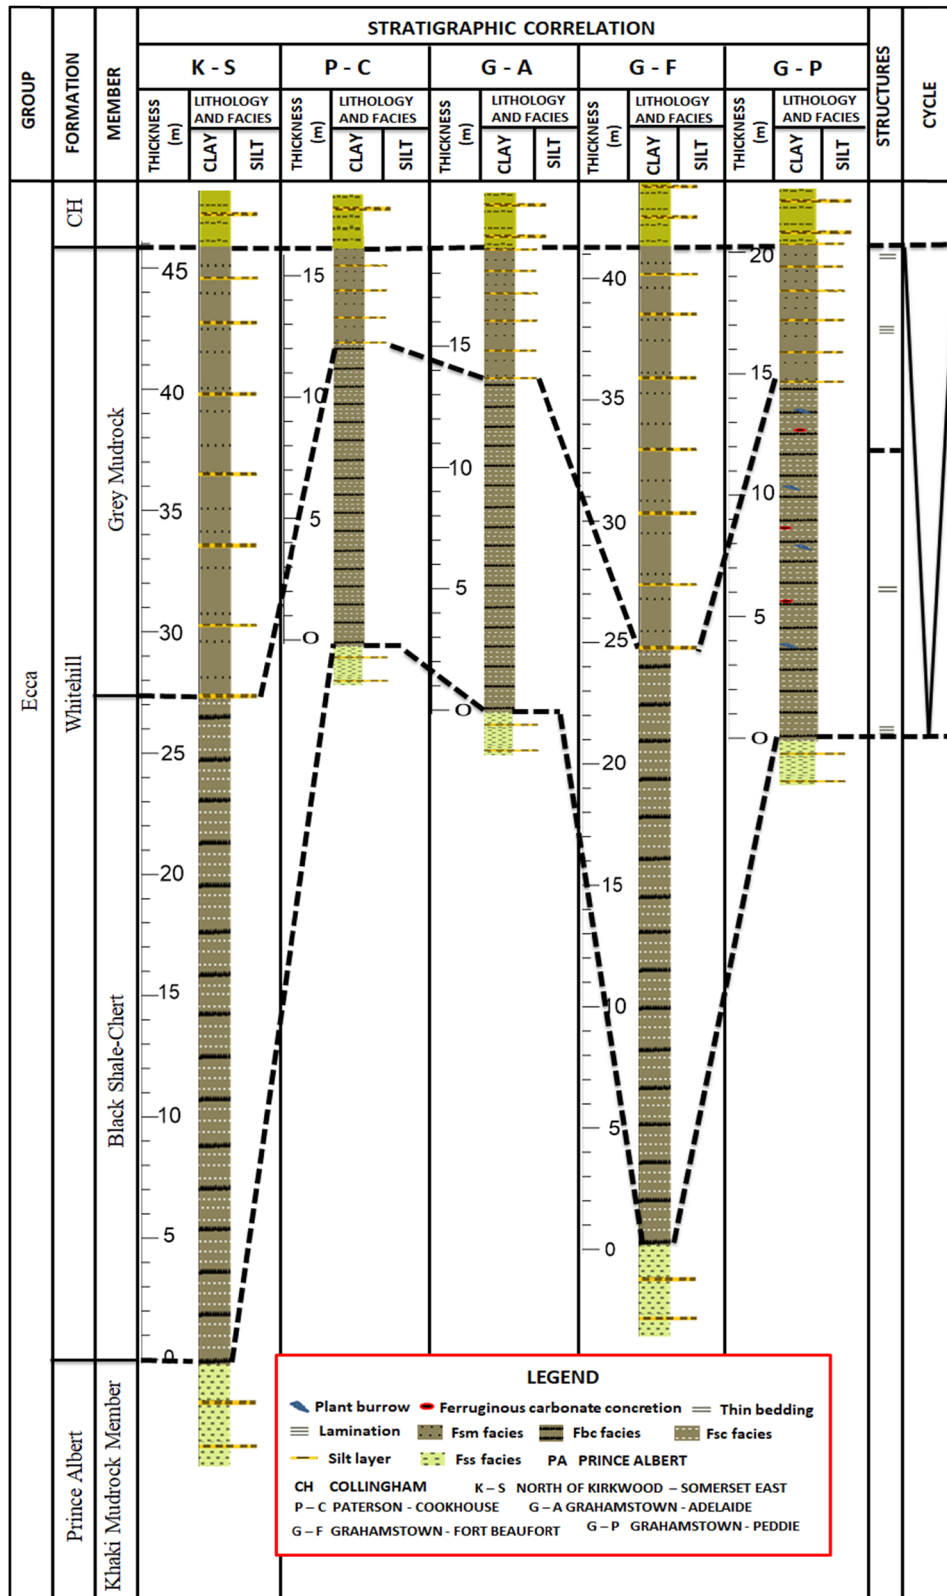 STRATIGRAPHIC CORRELATION
GROUP
FORMATION
MEMBER
K - S
P - C
G - A
G - F
G - P
STRUCTURES
CYCLE
THICKNESS (m)
LITHOLOGY AND FACIES
CLAY
SILT
THICKNESS (m)
LITHOLOGY AND FACIES
CLAY
SILT
THICKNESS (m)
LITHOLOGY AND FACIES
CLAY
SILT
THICKNESS (m)
LITHOLOGY AND FACIES
CLAY
SILT
THICKNESS (m)
LITHOLOGY AND FACIES
CLAY
SILT
Ecca
CH
Whitehill
Prince Albert
Grey Mudrock
Black Shale-Chert
Khaki Mudrock Member
45
40
35
30
25
20
15
10
5
0
15
10
5
0
15
10
5
0
40
35
30
25
20
15
10
5
0
20
15
10
5
0
LEGEND
Plant burrow Ferruginous carbonate concretion Thin bedding
Lamination Fsm facies Fbc facies Fsc facies
Silt layer Fss facies PA PRINCE ALBERT
CH COLLINGHAM K – S NORTH OF KIRKWOOD – SOMERSET EAST
P – C PATERSON - COOKHOUSE G – A GRAHAMSTOWN - ADELAIDE
G – F GRAHAMSTOWN - FORT BEAUFORT G – P GRAHAMSTOWN - PEDDIE